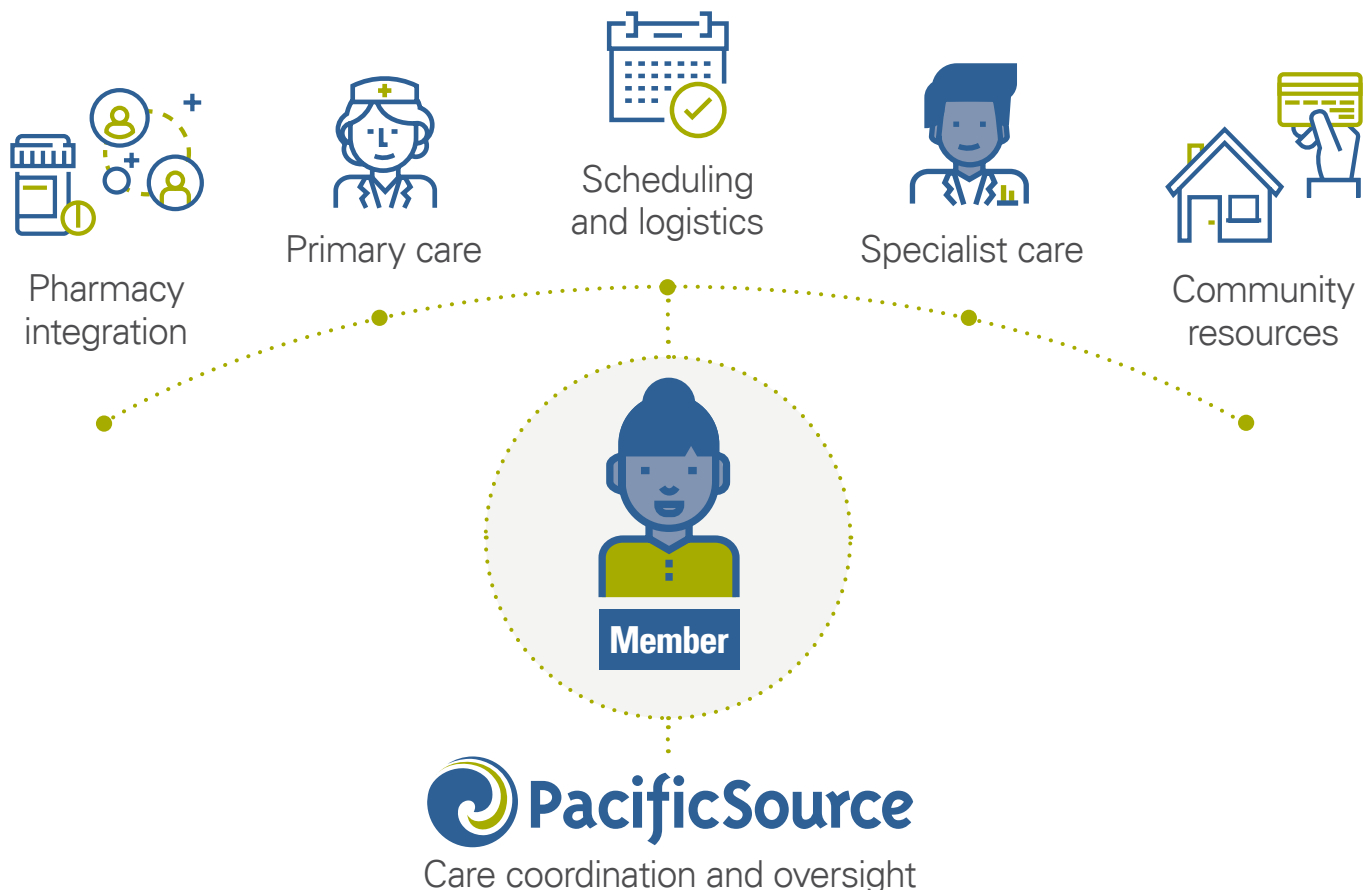 Pharmacy
integration
Primary care
Scheduling
and logistics
Specialist care
Community
resources
Member
PacificSource
Care coordination and oversight